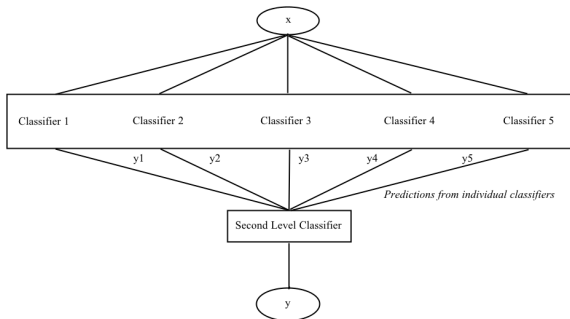 x
Classifier 1
Classifier 2
Classifier 3
Classifier 4
Classifier 5
y1
y2
y3
y4
y5
Predictions from individual classifiers
Second Level Classifier
y